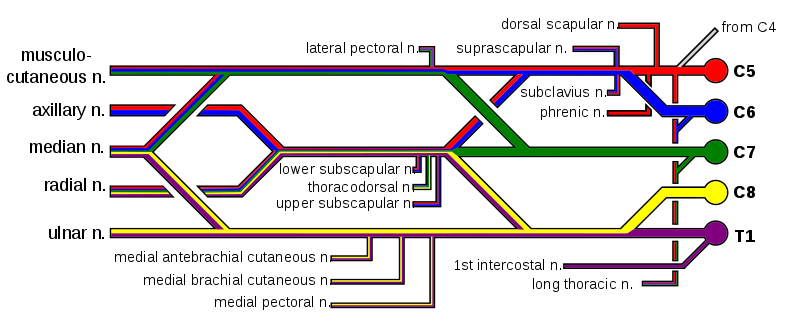 dorsal scapular n.
from C4
musculo-
cutaneous n.
lateral pectoral n.
suprascapular n.
C5
subclavius n.
axillary n.
phrenic n.
C6
median n.
C7
lower subscapular n.
radial n.
thoracodorsal n.
C8
upper subscapular n.
ulnar n.
T1
medial antebrachial cutaneous n.
1st intercostal n.
medial brachial cutaneous n.
long thoracic n.
medial pectoral n.